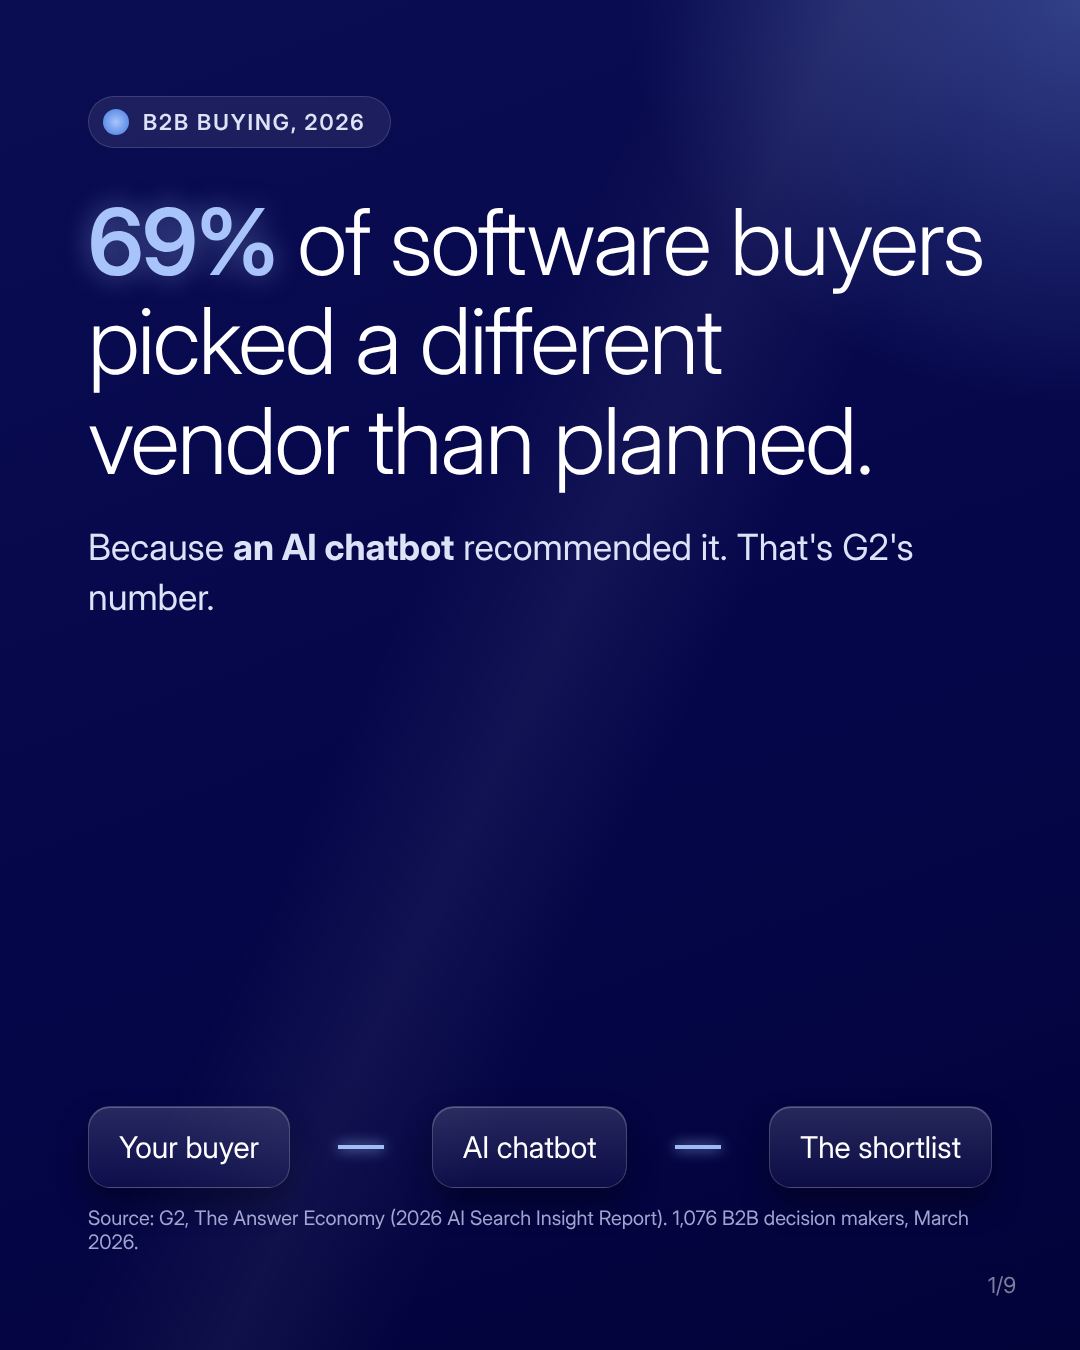 B2B BUYING, 2026
69% of software buyers
picked a different
vendor than planned.
Because an AI chatbot recommended it. That's G2's
number.
Your buyer
AI chatbot
The shortlist
Source: G2, The Answer Economy (2026 AI Search Insight Report). 1,076 B2B decision makers, March
2026.
1/9